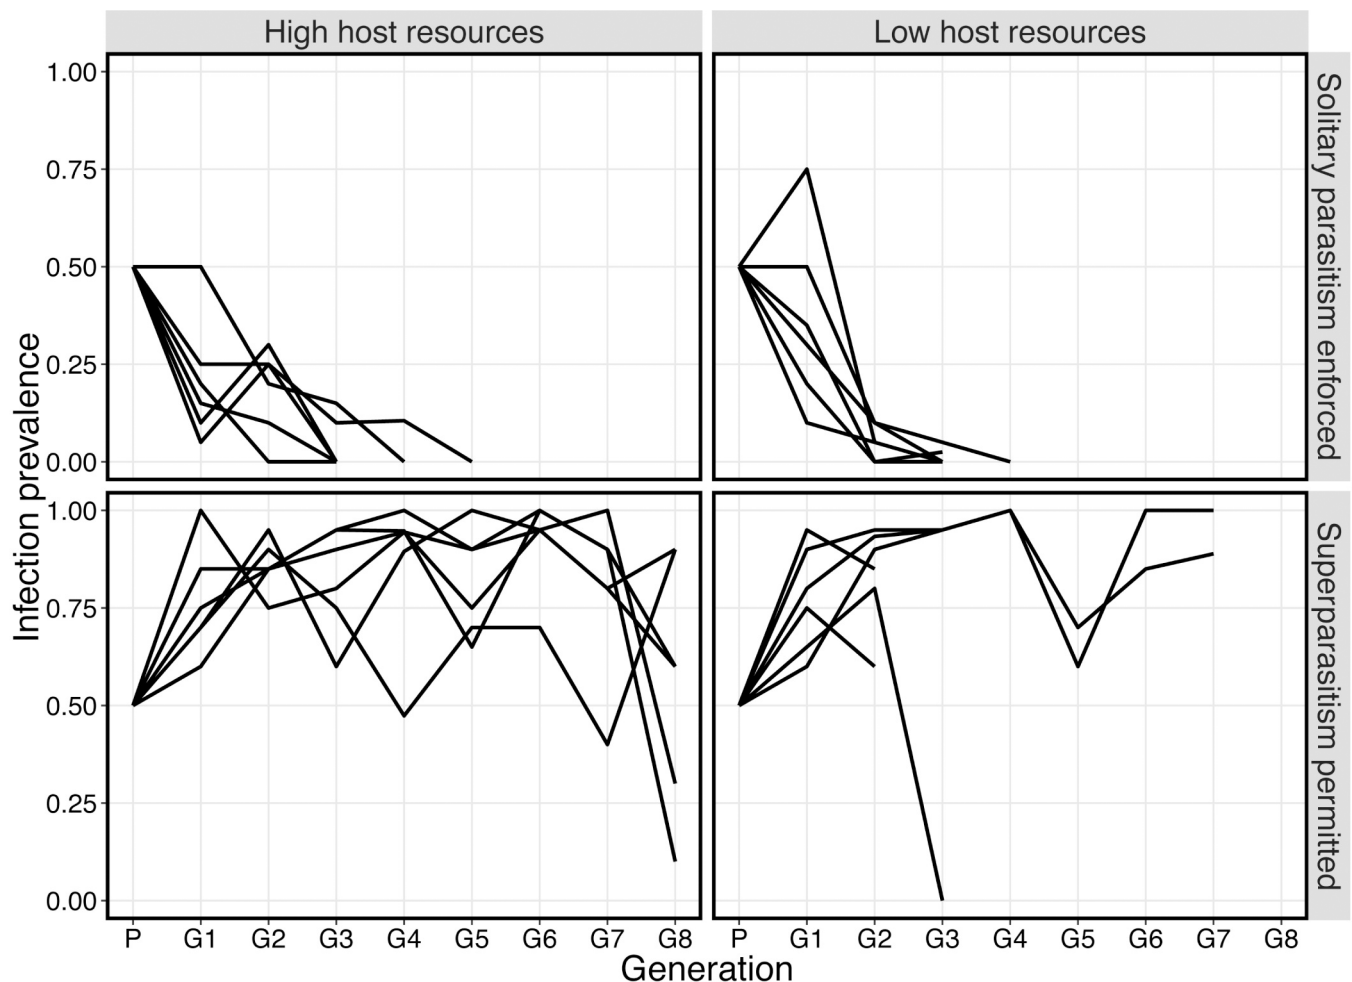 High host resources
Low host resources
Infection prevalence
1.00
0.75
0.50
0.25
0.00
Solitary parasitism enforced
1.00
0.75
0.50
0.25
0.00
Superparasitism permitted
P G1 G2 G3 G4 G5 G6 G7 G8
P G1 G2 G3 G4 G5 G6 G7 G8
Generation